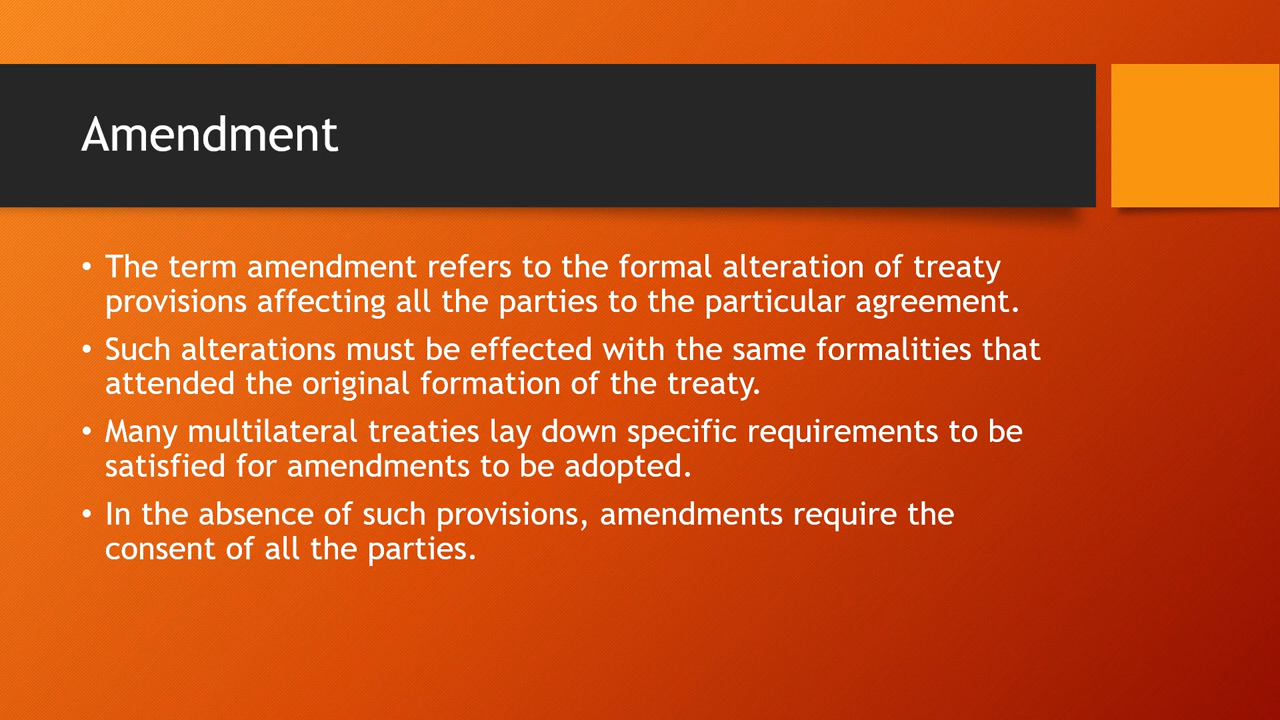 Amendment
• The term amendment refers to the formal alteration of treaty
provisions affecting all the parties to the particular agreement.
• Such alterations must be effected with the same formalities that
attended the original formation of the treaty.
• Many multilateral treaties lay down specific requirements to be
satisfied for amendments to be adopted.
• In the absence of such provisions, amendments require the
consent of all the parties.